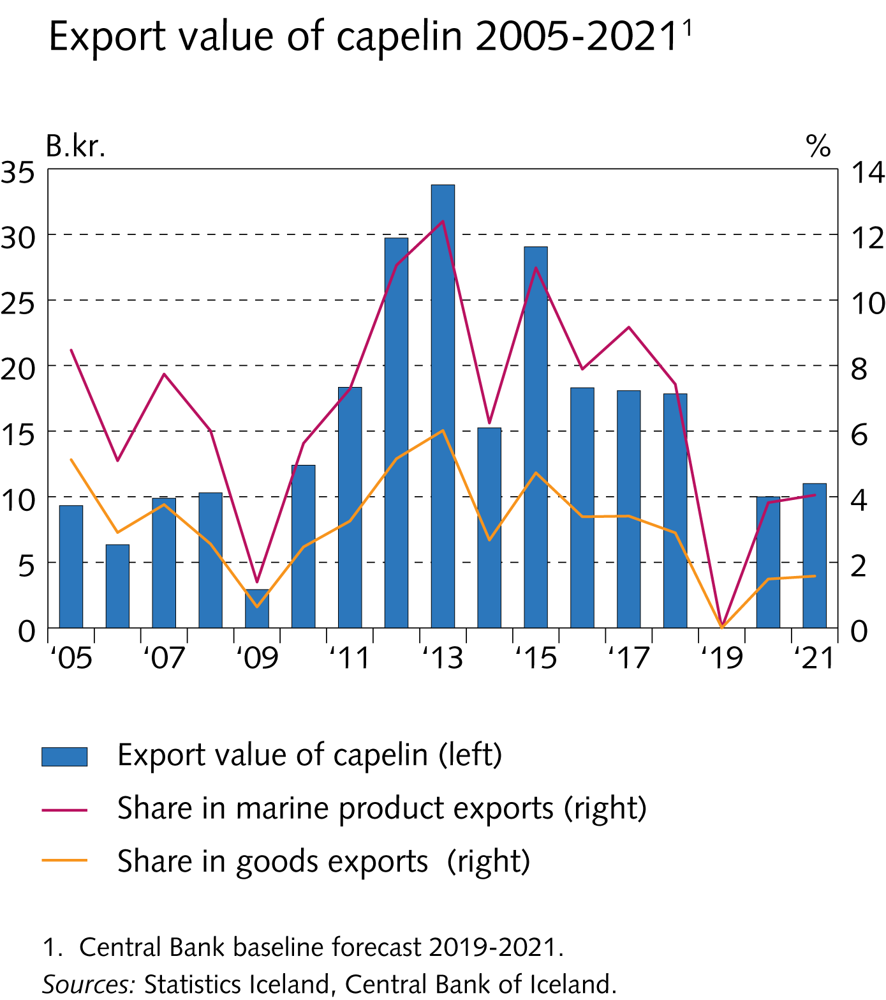 Export value of capelin 2005-2021¹
B.kr. %
35 14
30 12
25 10
20 8
15 6
10 4
5 2
0 0
‘05 ‘07 ‘09 ‘11 ‘13 ‘15 ‘17 ‘19 ‘21
Export value of capelin (left)
Share in marine product exports (right)
Share in goods exports (right)
1. Central Bank baseline forecast 2019-2021.
Sources: Statistics Iceland, Central Bank of Iceland.